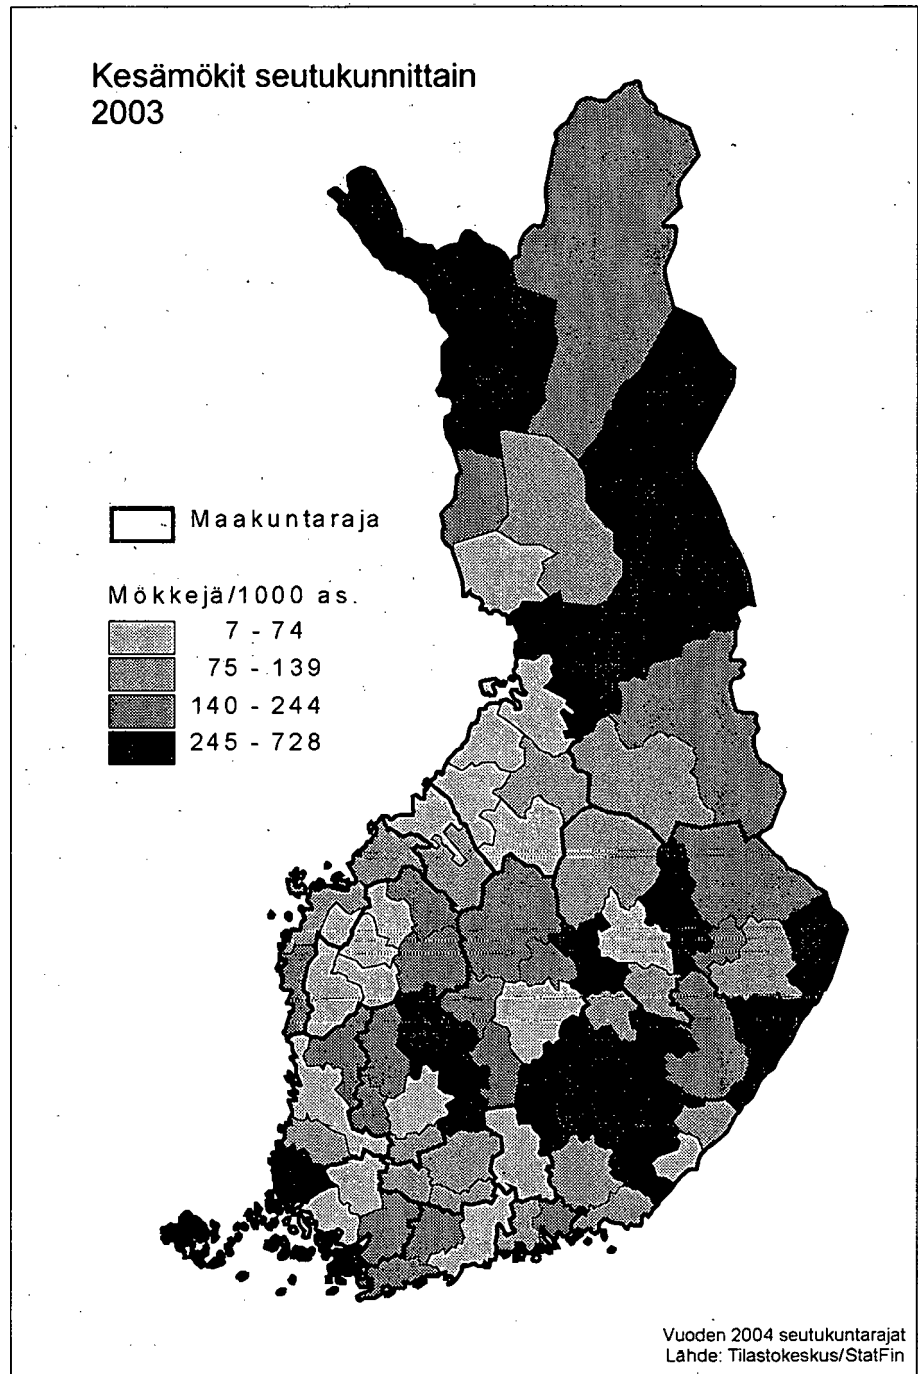 Kesämökit seutukunnittain
2003
Maakuntaraja
Mökkejä/1000 as.
7 - 74
75 - 139
140 - 244
245 - 728
Vuoden 2004 seutukuntarajat
Lähde: Tilastokeskus/StatFin